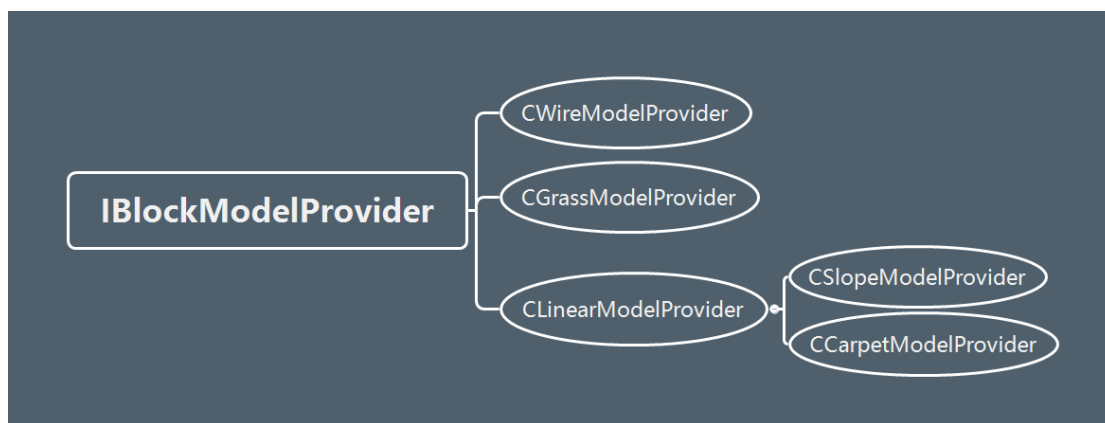 IBlockModelProvider
CWireModelProvider
CGrassModelProvider
CLinearModelProvider
CSlopeModelProvider
CCarpetModelProvider